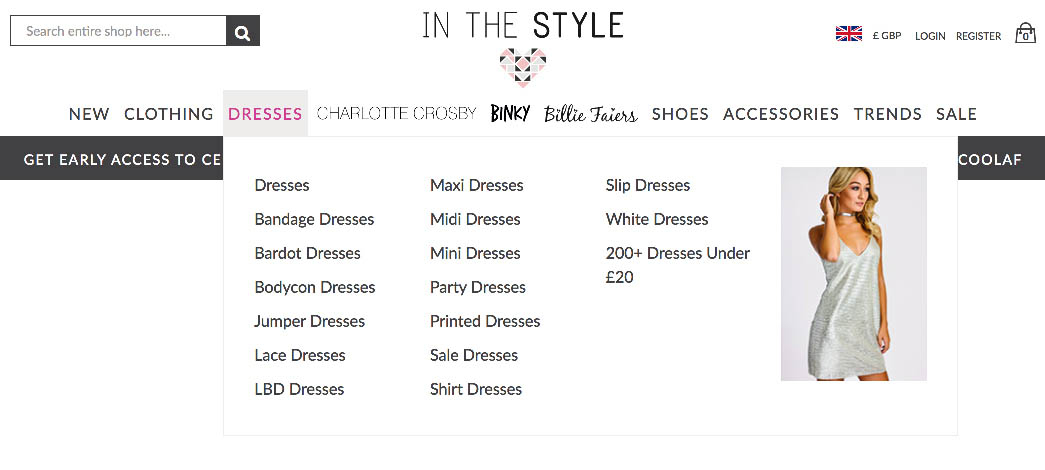 Search entire shop here...
IN THE STYLE
£ GBP
LOGIN
REGISTER
0
NEW
CLOTHING
DRESSES
CHARLOTTE CROSBY
BINKY
Billie Faiers
SHOES
ACCESSORIES
TRENDS
SALE
GET EARLY ACCESS TO CE
COOLAF
Dresses
Bandage Dresses
Bardot Dresses
Bodycon Dresses
Jumper Dresses
Lace Dresses
LBD Dresses
Maxi Dresses
Midi Dresses
Mini Dresses
Party Dresses
Printed Dresses
Sale Dresses
Shirt Dresses
Slip Dresses
White Dresses
200+ Dresses Under
£20